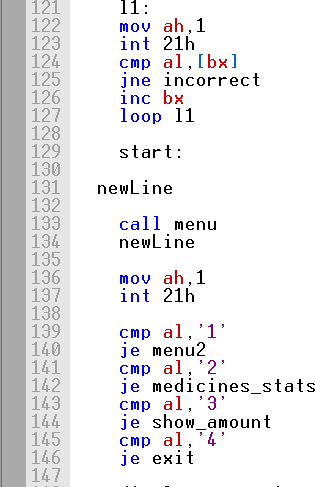 121 l1:
122 mov ah,1
123 int 21h
124 cmp al,[bx]
125 jne incorrect
126 inc bx
127 loop l1
128
129 start:
130
131 newLine
132
133 call menu
134 newLine
135
136 mov ah,1
137 int 21h
138
139 cmp al,'1'
140 je menu2
141 cmp al,'2'
142 je medicines_stats
143 cmp al,'3'
144 je show_amount
145 cmp al,'4'
146 je exit
147